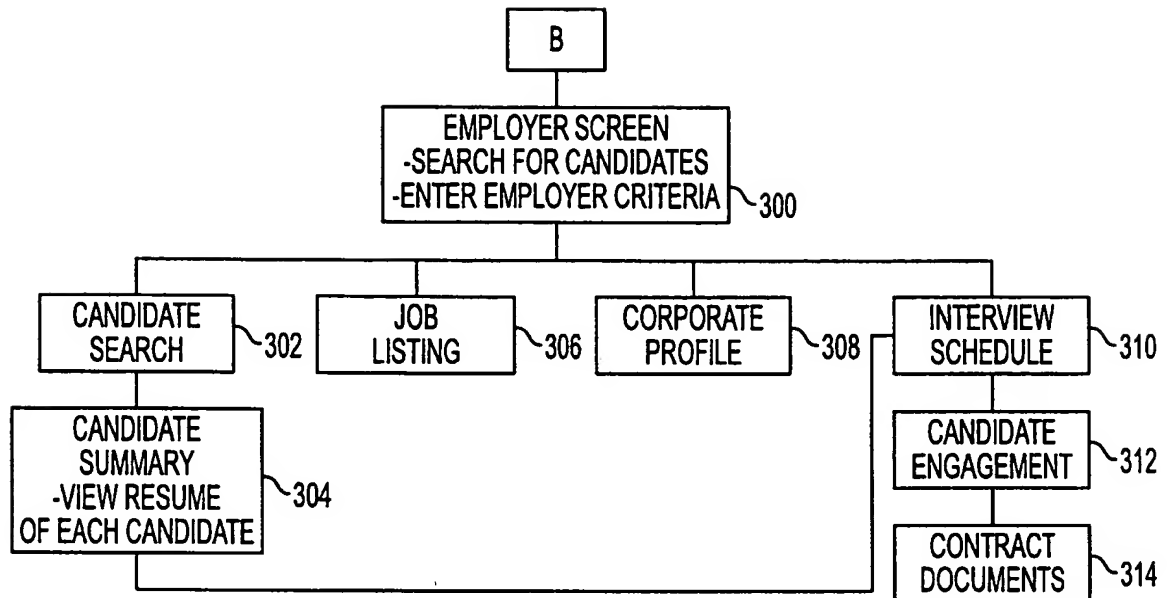 B
EMPLOYER SCREEN
-SEARCH FOR CANDIDATES
-ENTER EMPLOYER CRITERIA
300
CANDIDATE
SEARCH
302
JOB
LISTING
306
CORPORATE
PROFILE
308
INTERVIEW
SCHEDULE
310
CANDIDATE
SUMMARY
-VIEW RESUME
OF EACH CANDIDATE
304
CANDIDATE
ENGAGEMENT
312
CONTRACT
DOCUMENTS
314